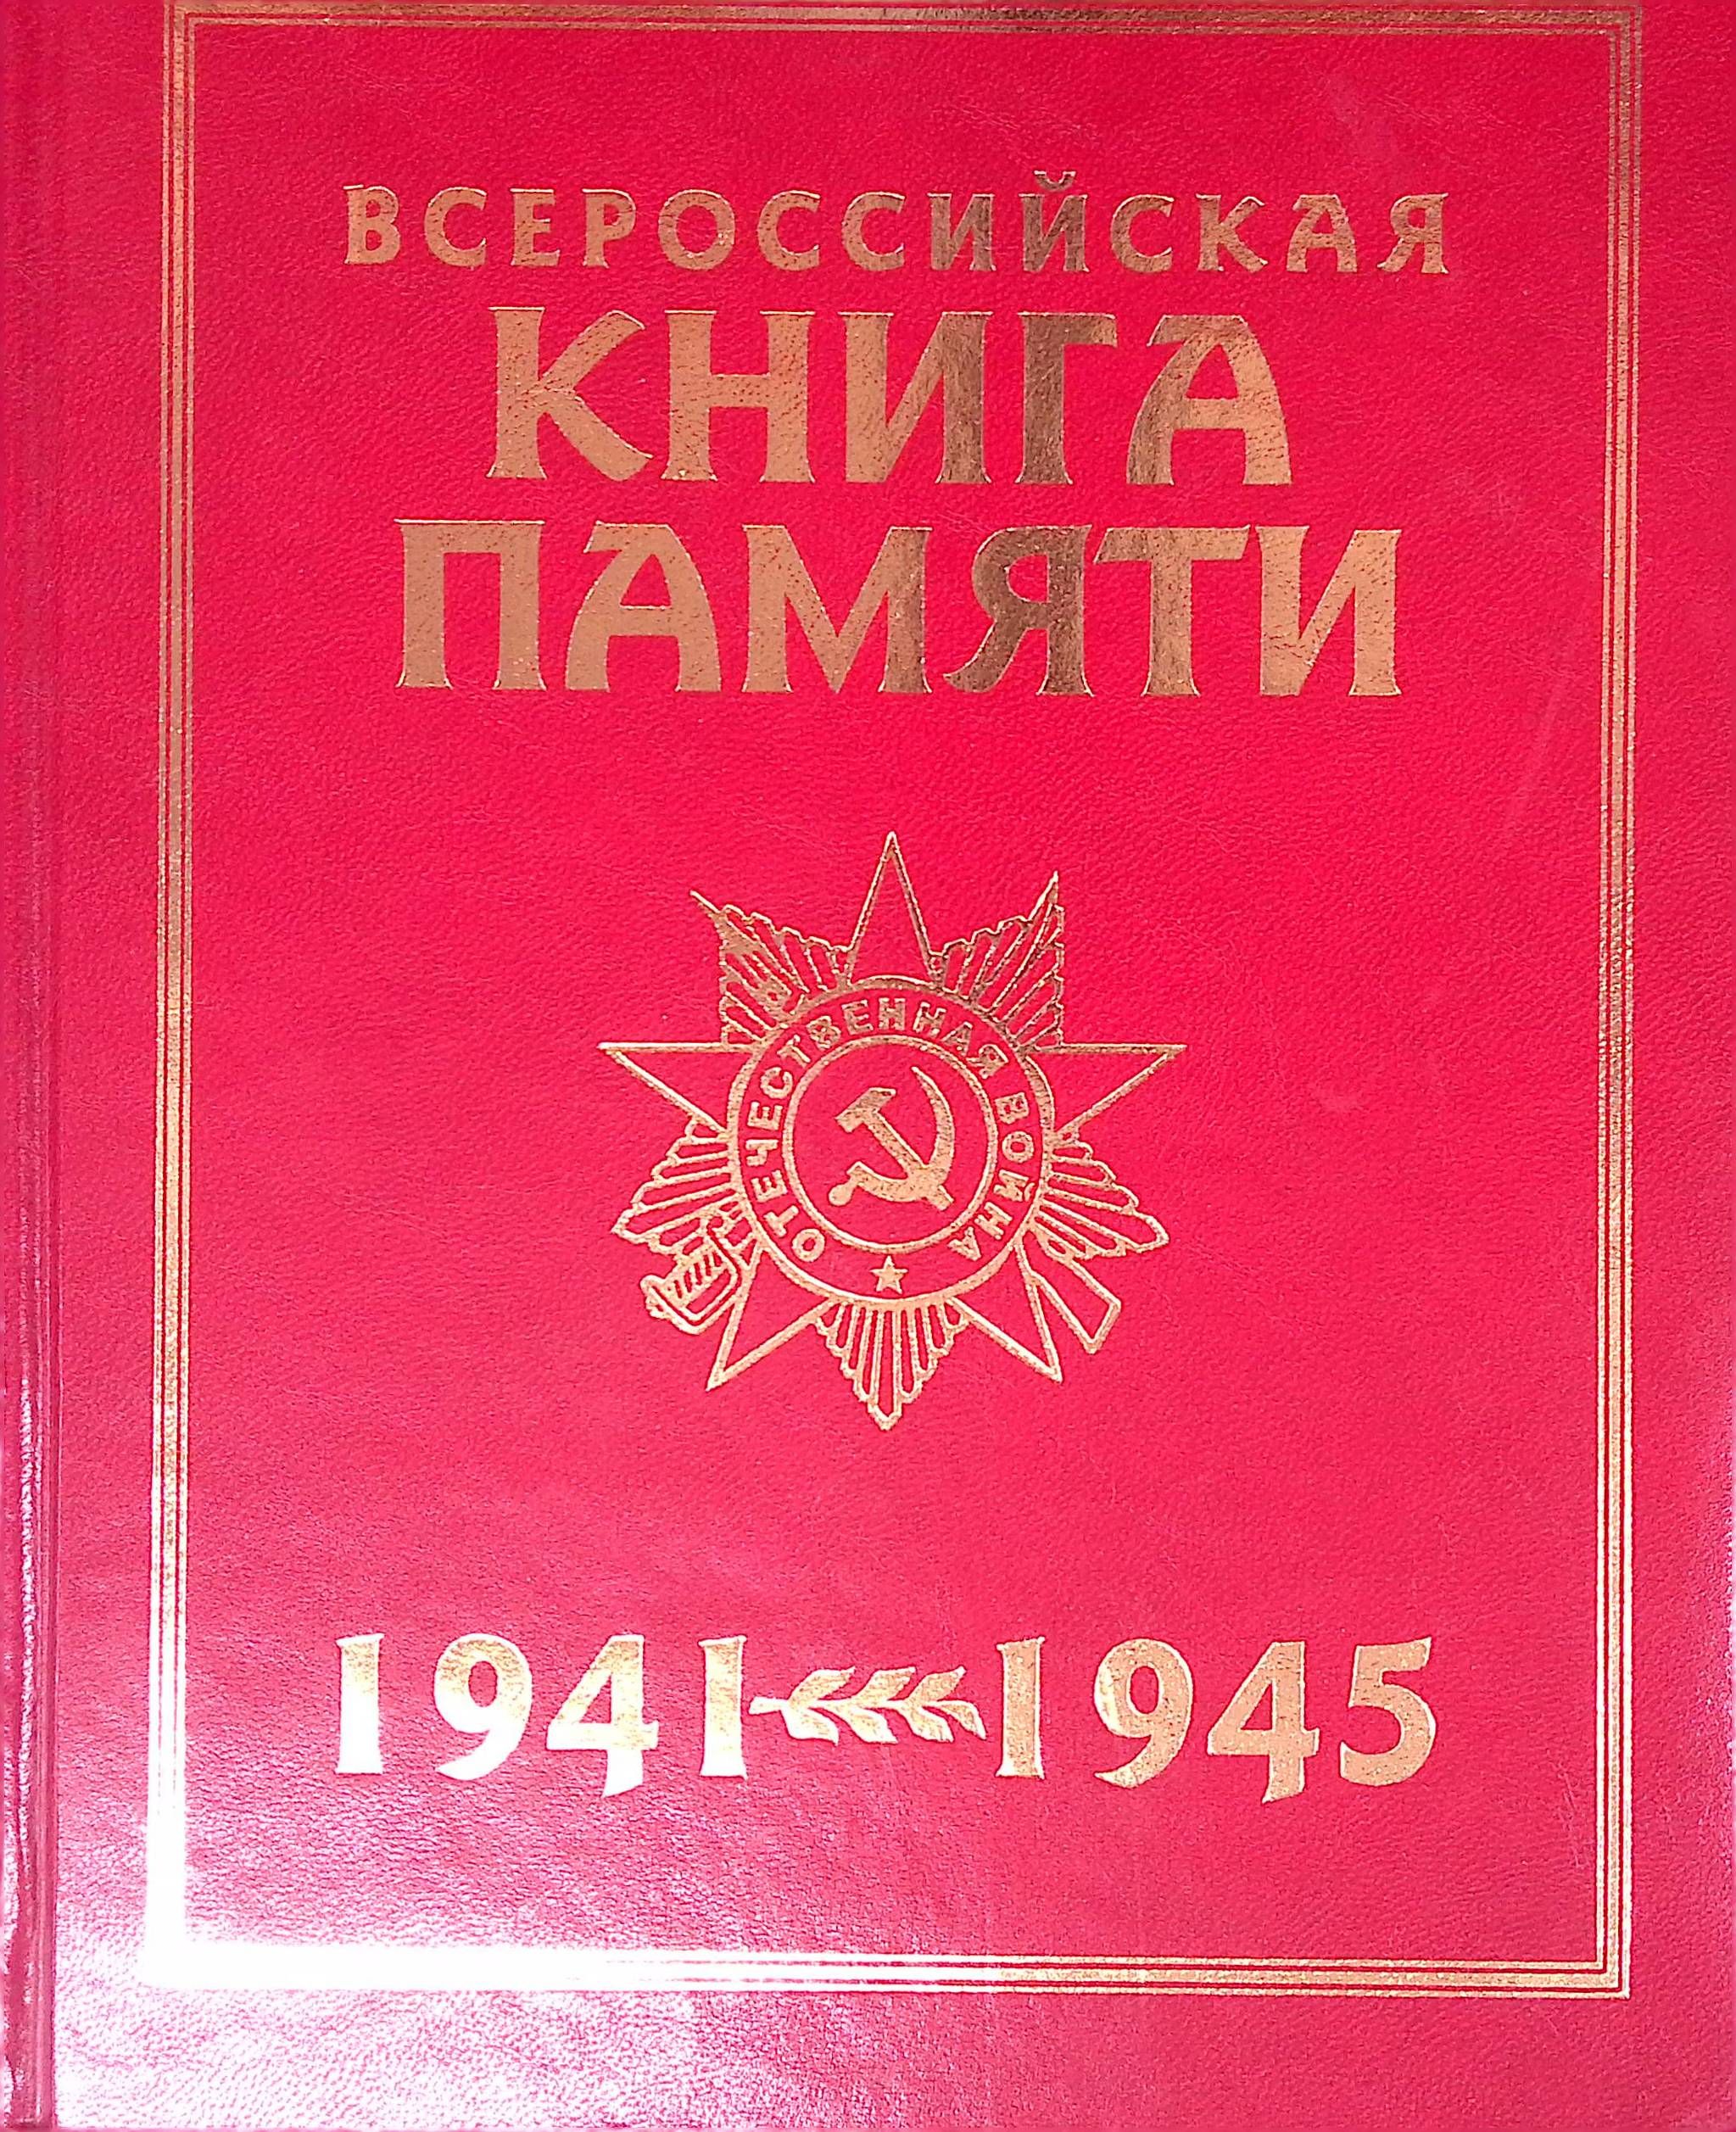 ВСЕРОССИЙСКАЯ
КНИГА
ПАМЯТИ
ОТЕЧЕСТВЕННАЯ ВОЙНА
1941 1945